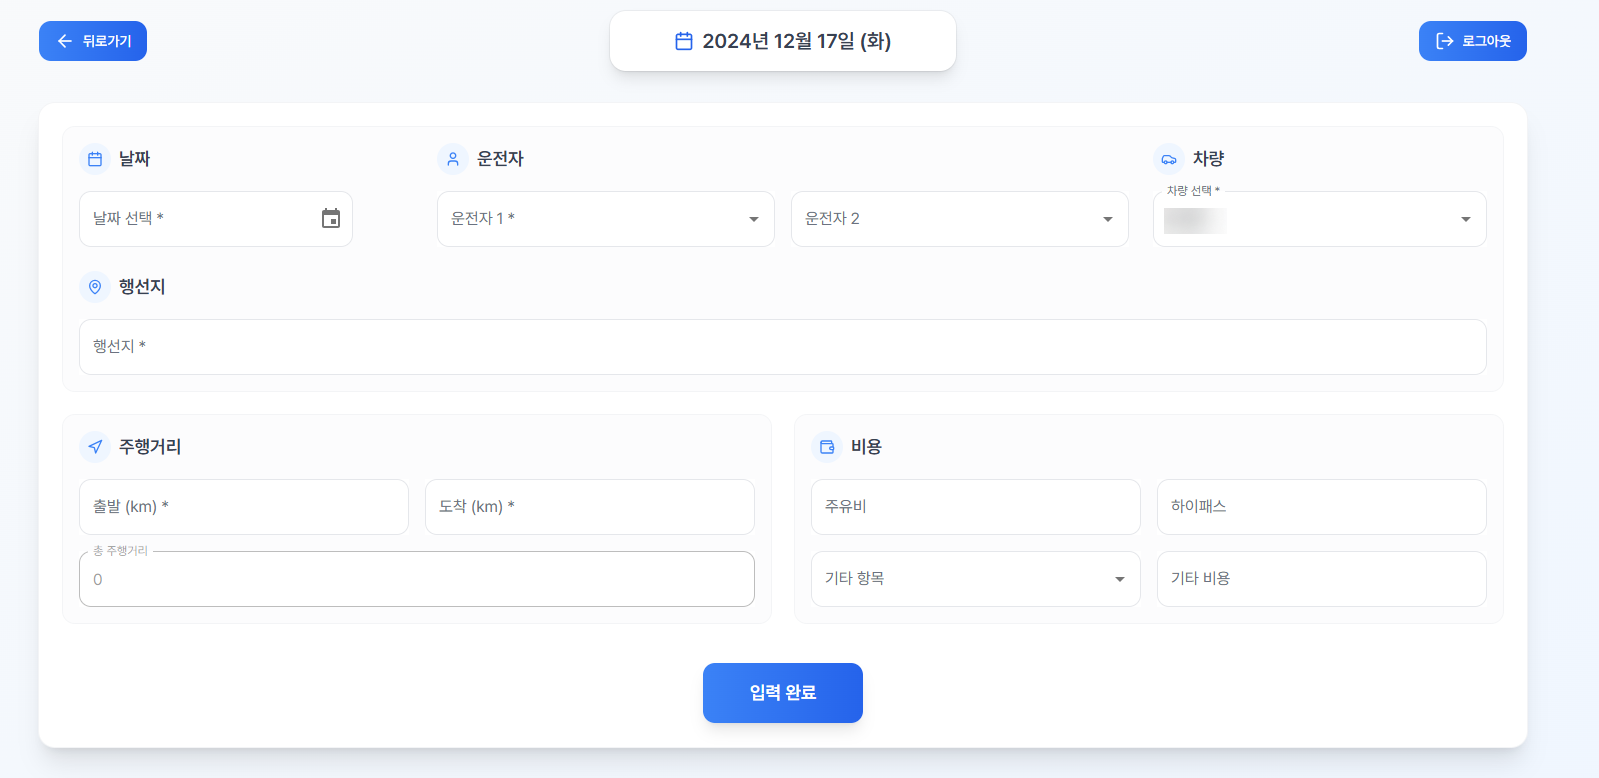 뒤로가기
2024년 12월 17일 (화)
로그아웃
날짜
운전자
차량
날짜 선택 *
운전자 1 *
운전자 2
차량 선택 *
행선지
행선지 *
주행거리
비용
출발 (km) *
도착 (km) *
주유비
하이패스
총 주행거리
0
기타 항목
기타 비용
입력 완료